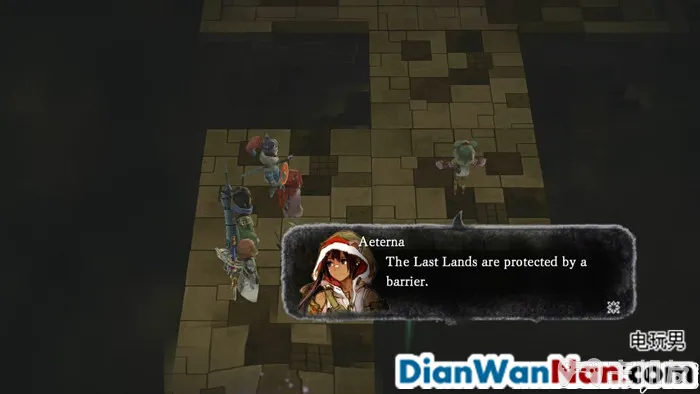 Aeterna
The Last Lands are protected by a
barrier.
电玩男
DianWanNan.com